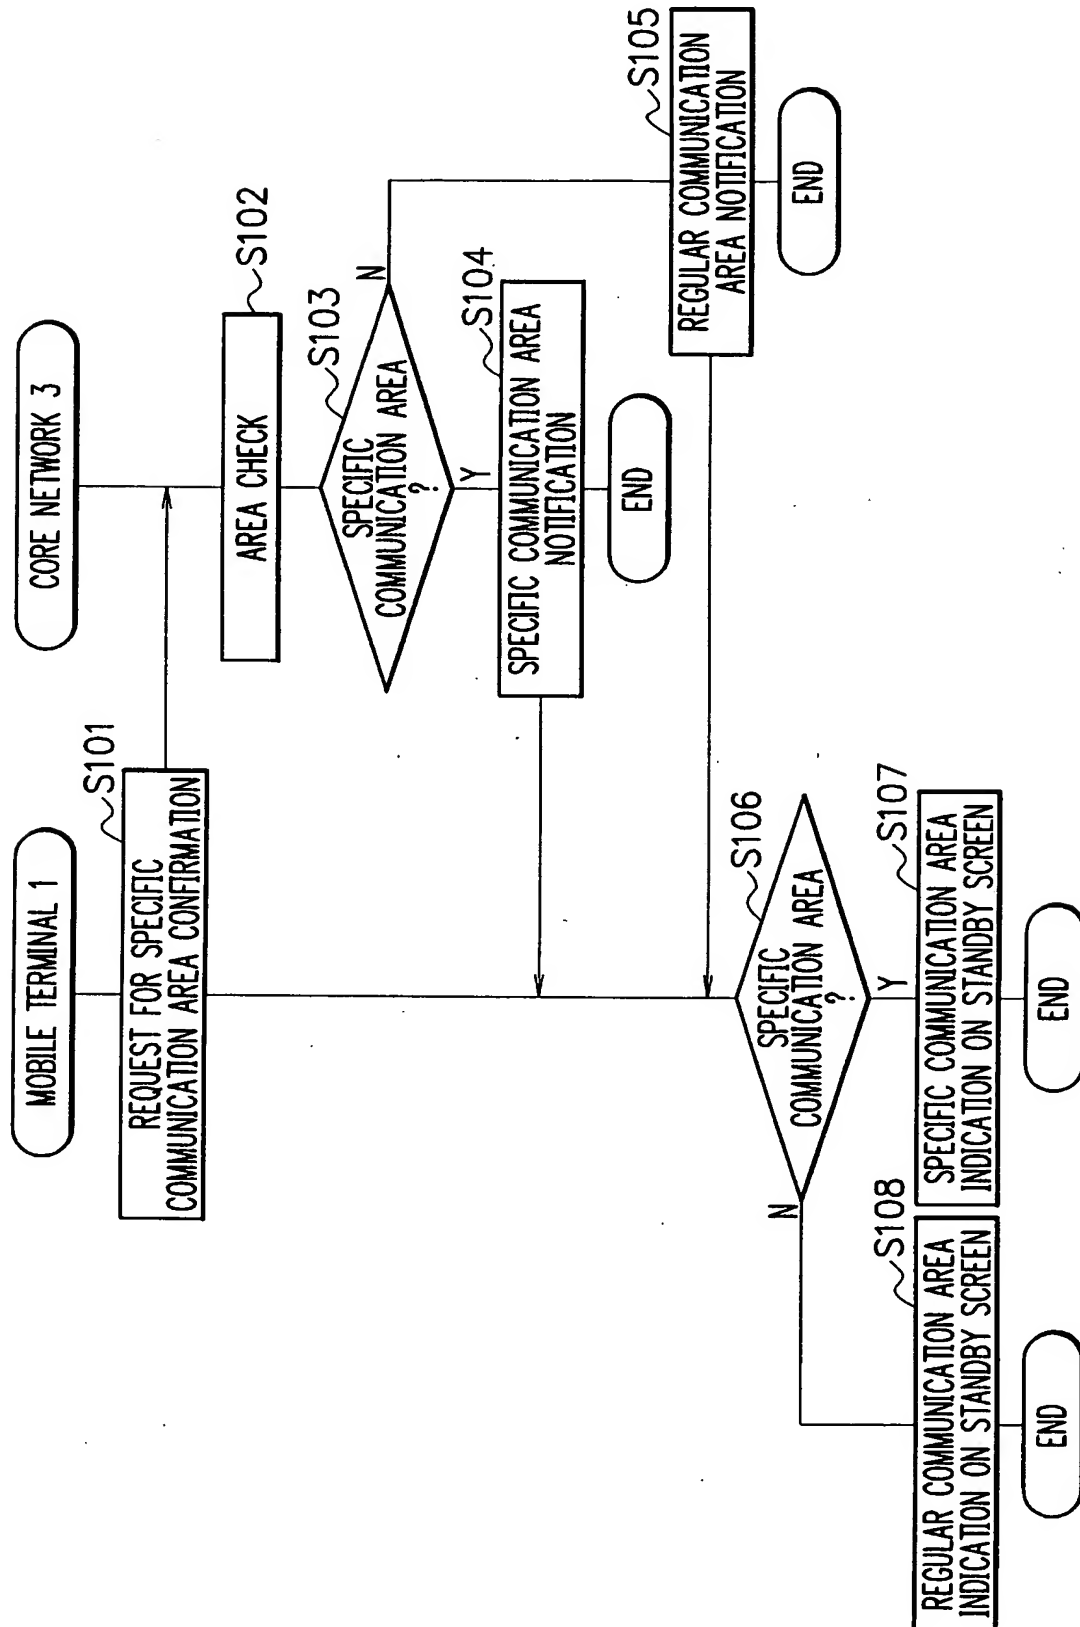 MOBILE TERMINAL 1
S101
REQUEST FOR SPECIFIC
COMMUNICATION AREA CONFIRMATION
CORE NETWORK 3
S102
AREA CHECK
S103
SPECIFIC
COMMUNICATION AREA
?
N
Y
S104
SPECIFIC COMMUNICATION AREA
NOTIFICATION
END
S105
REGULAR COMMUNICATION
AREA NOTIFICATION
END
S106
SPECIFIC
COMMUNICATION AREA
?
N
Y
S107
SPECIFIC COMMUNICATION AREA
INDICATION ON STANDBY SCREEN
END
S108
REGULAR COMMUNICATION AREA
INDICATION ON STANDBY SCREEN
END